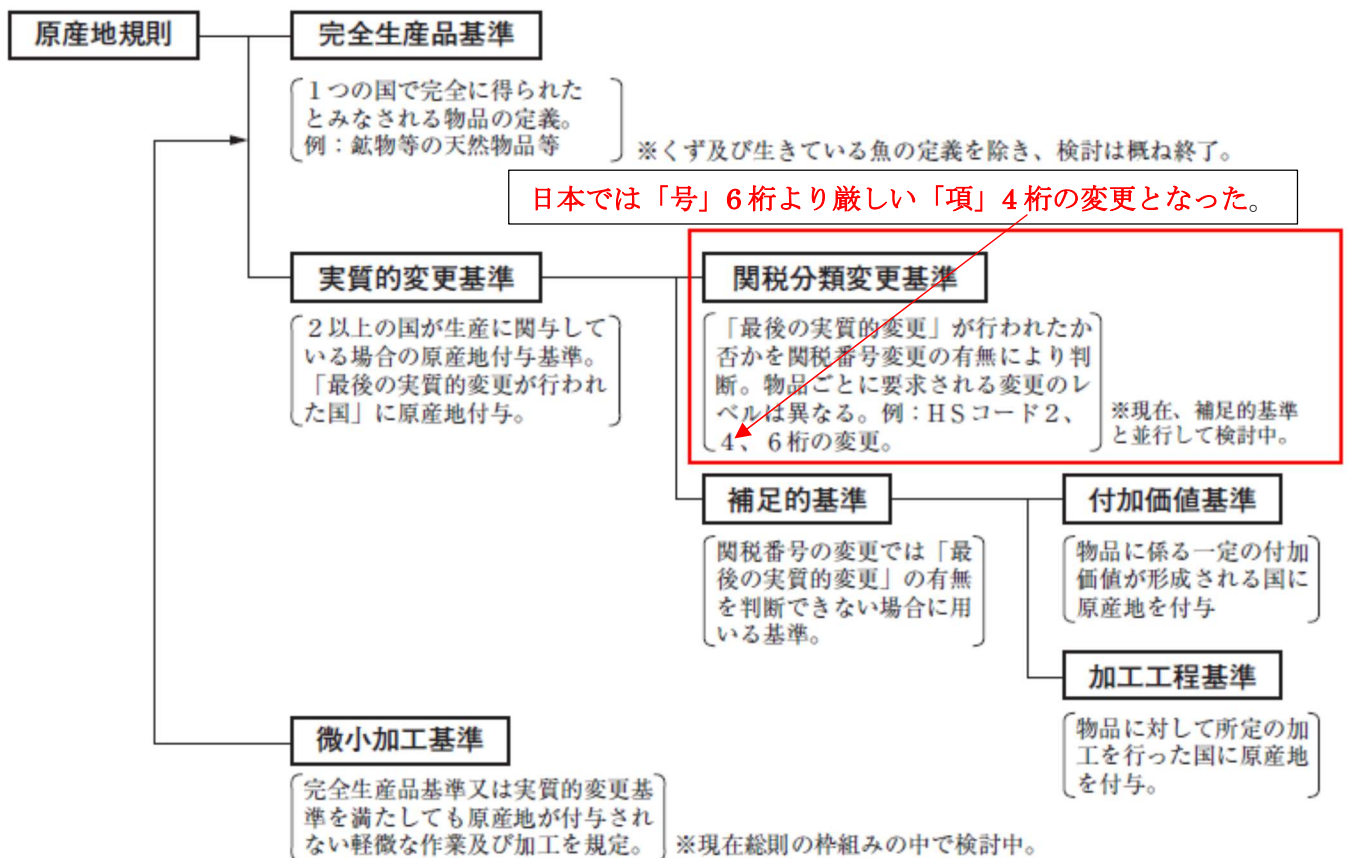 原産地規則
完全生産品基準
１つの国で完全に得られた
とみなされる物品の定義。
例：鉱物等の天然物品等
※くず及び生きている魚の定義を除き、検討は概ね終了。
日本では「号」6桁より厳しい「項」4桁の変更となった。
実質的変更基準
２以上の国が生産に関与して
いる場合の原産地付与基準。
「最後の実質的変更が行われ
た国」に原産地付与。
関税分類変更基準
「最後の実質的変更」が行われたか
否かを関税番号変更の有無により判
断。物品ごとに要求される変更のレ
ベルは異なる。例：ＨＳコード２、
４、６桁の変更。
※現在、補足的基準
と並行して検討中。
補足的基準
関税番号の変更では「最
後の実質的変更」の有無
を判断できない場合に用
いる基準。
付加価値基準
物品に係る一定の付加
価値が形成される国に
原産地を付与
加工工程基準
物品に対して所定の加
工を行った国に原産地
を付与。
微小加工基準
完全生産品基準又は実質的変更基
準を満たしても原産地が付与され
ない軽微な作業及び加工を規定。
※現在総則の枠組みの中で検討中。